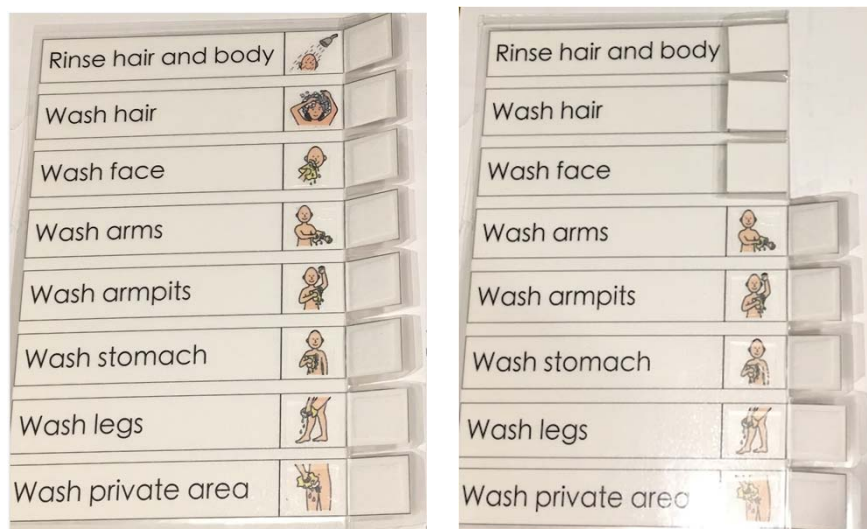 Rinse hair and body
Wash hair
Wash face
Wash arms
Wash armpits
Wash stomach
Wash legs
Wash private area
Rinse hair and body
Wash hair
Wash face
Wash arms
Wash armpits
Wash stomach
Wash legs
Wash private area